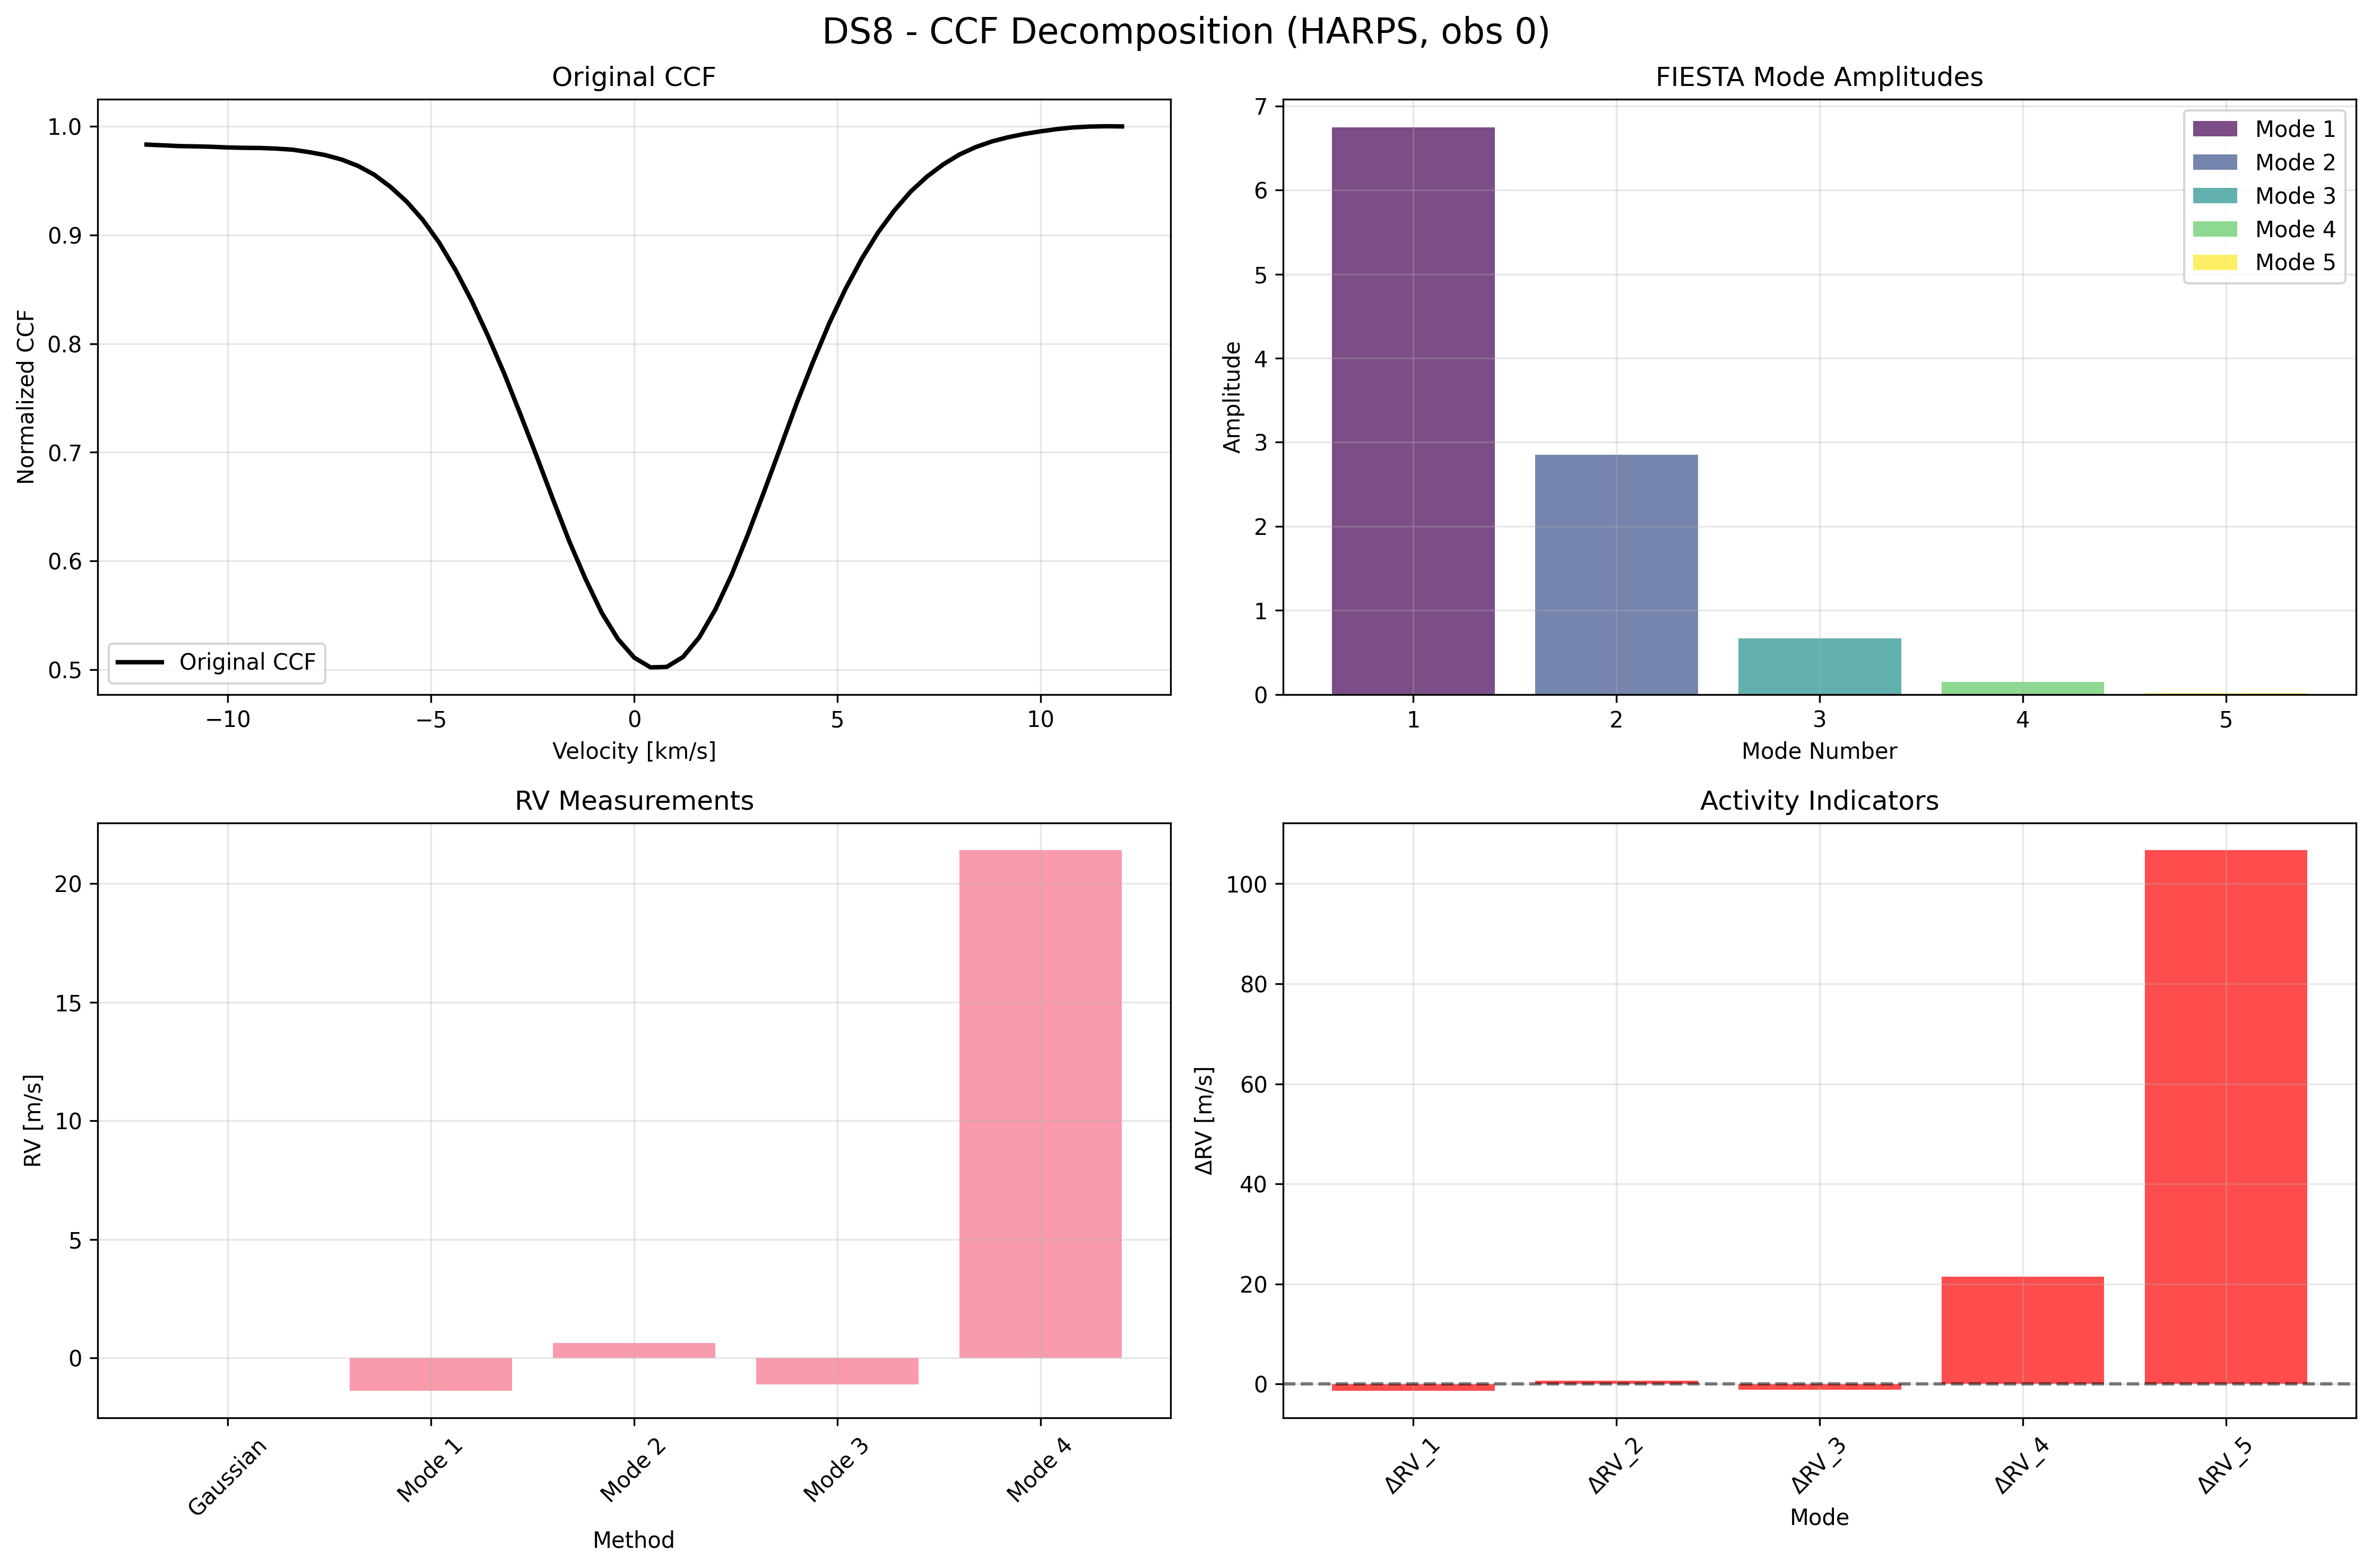 DS8 - CCF Decomposition (HARPS, obs 0)
Original CCF
Normalized CCF
1.0
0.9
0.8
0.7
0.6
0.5
Original CCF
−10
−5
0
5
10
Velocity [km/s]
FIESTA Mode Amplitudes
Amplitude
7
6
5
4
3
2
1
0
Mode 1
Mode 2
Mode 3
Mode 4
Mode 5
1
2
3
4
5
Mode Number
RV Measurements
RV [m/s]
20
15
10
5
0
Gaussian
Mode 1
Mode 2
Mode 3
Mode 4
Method
Activity Indicators
ΔRV [m/s]
100
80
60
40
20
0
ΔRV_1
ΔRV_2
ΔRV_3
ΔRV_4
ΔRV_5
Mode